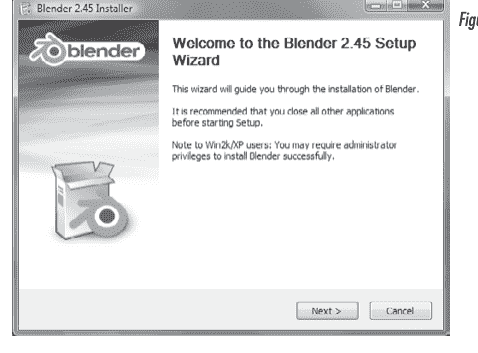 Blender 2.45 Installer
blender
Welcome to the Blender 2.45 Setup
Wizard
This wizard will guide you through the installation of Blender.
It is recommended that you close all other applications
before starting Setup.
Note to Win2k/XP users: You may require administrator
privileges to install Blender successfully.
Next >
Cancel